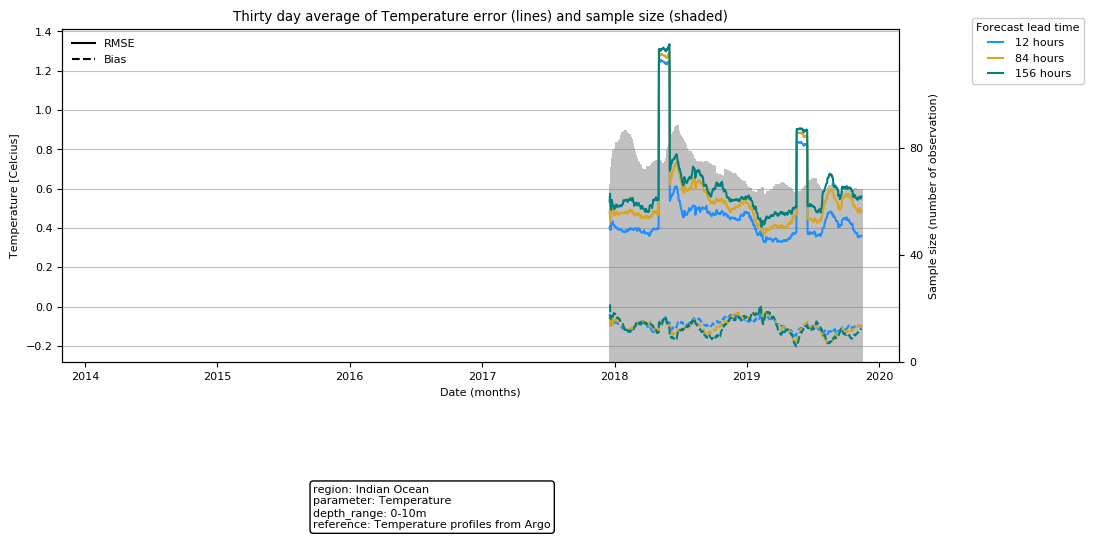 Thirty day average of Temperature error (lines) and sample size (shaded)
RMSE
Bias
Forecast lead time
12 hours
84 hours
156 hours
Temperature [Celcius]
1.4
1.2
1.0
0.8
0.6
0.4
0.2
0.0
−0.2
80
40
0
Sample size (number of observation)
2014 2015 2016 2017 2018 2019 2020
Date (months)
region: Indian Ocean
parameter: Temperature
depth_range: 0-10m
reference: Temperature profiles from Argo